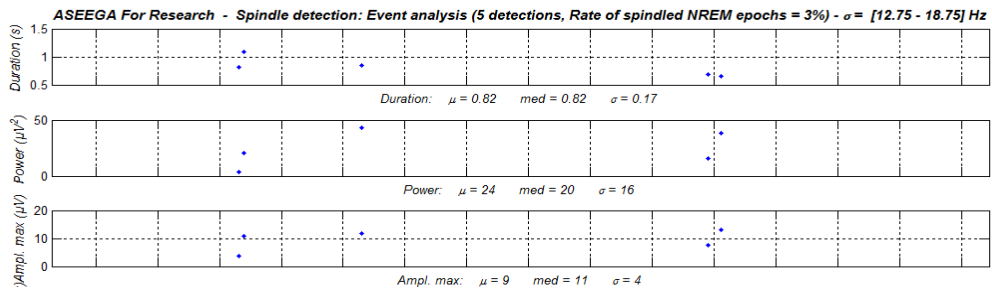 ASEEGA For Research - Spindle detection: Event analysis (5 detections, Rate of spindled NREM epochs = 3%) - σ = [12.75 - 18.75] Hz
Duration (s)
1.5
1
0.5
Duration: μ = 0.82 med = 0.82 σ = 0.17
Power (μV²)
50
0
Power: μ = 24 med = 20 σ = 16
Ampl. max (μV)
20
10
0
Ampl. max: μ = 9 med = 11 σ = 4